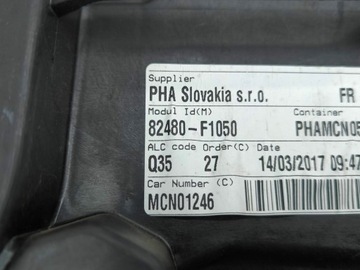 Supplier
PHA Slovakia s.r.o. FR
Modul Id(M) Container
82480-F1050 PHAMCN05
ALC code Order(C) Date(C)
Q35 27 14/03/2017 09:47
Car Number (C)
MCN01246